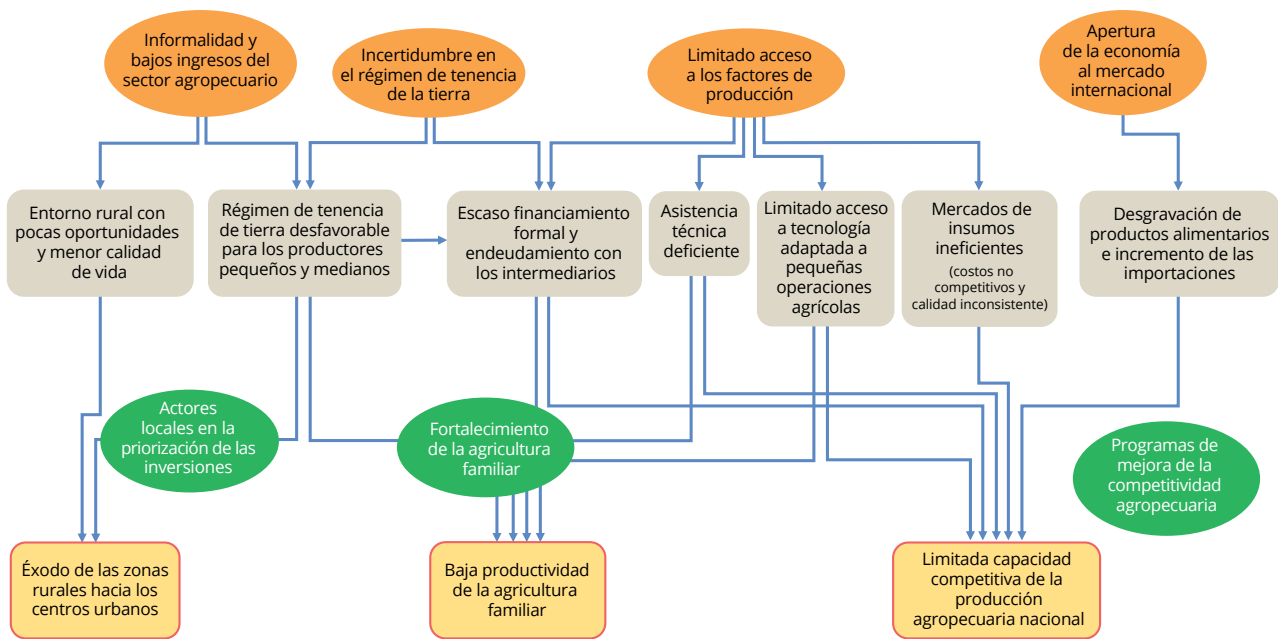 Informalidad y
bajos ingresos del
sector agropecuario
Incertidumbre en
el régimen de tenencia
de la tierra
Limitado acceso
a los factores de
producción
Apertura
de la economía
al mercado
internacional
Entorno rural con
pocas oportunidades
y menor calidad
de vida
Régimen de tenencia
de tierra desfavorable
para los productores
pequeños y medianos
Escaso financiamiento
formal y
endeudamiento con
los intermediarios
Asistencia
técnica
deficiente
Limitado acceso
a tecnología
adaptada a
pequeñas
operaciones
agrícolas
Mercados de
insumos
ineficientes
(costos no
competitivos y
calidad inconsistente)
Desgravación de
productos alimentarios
e incremento de las
importaciones
Actores
locales en la
priorización de las
inversiones
Fortalecimiento
de la agricultura
familiar
Programas de
mejora de la
competitividad
agropecuaria
Éxodo de las zonas
rurales hacia los
centros urbanos
Baja productividad
de la agricultura
familiar
Limitada capacidad
competitiva de la
producción
agropecuaria nacional